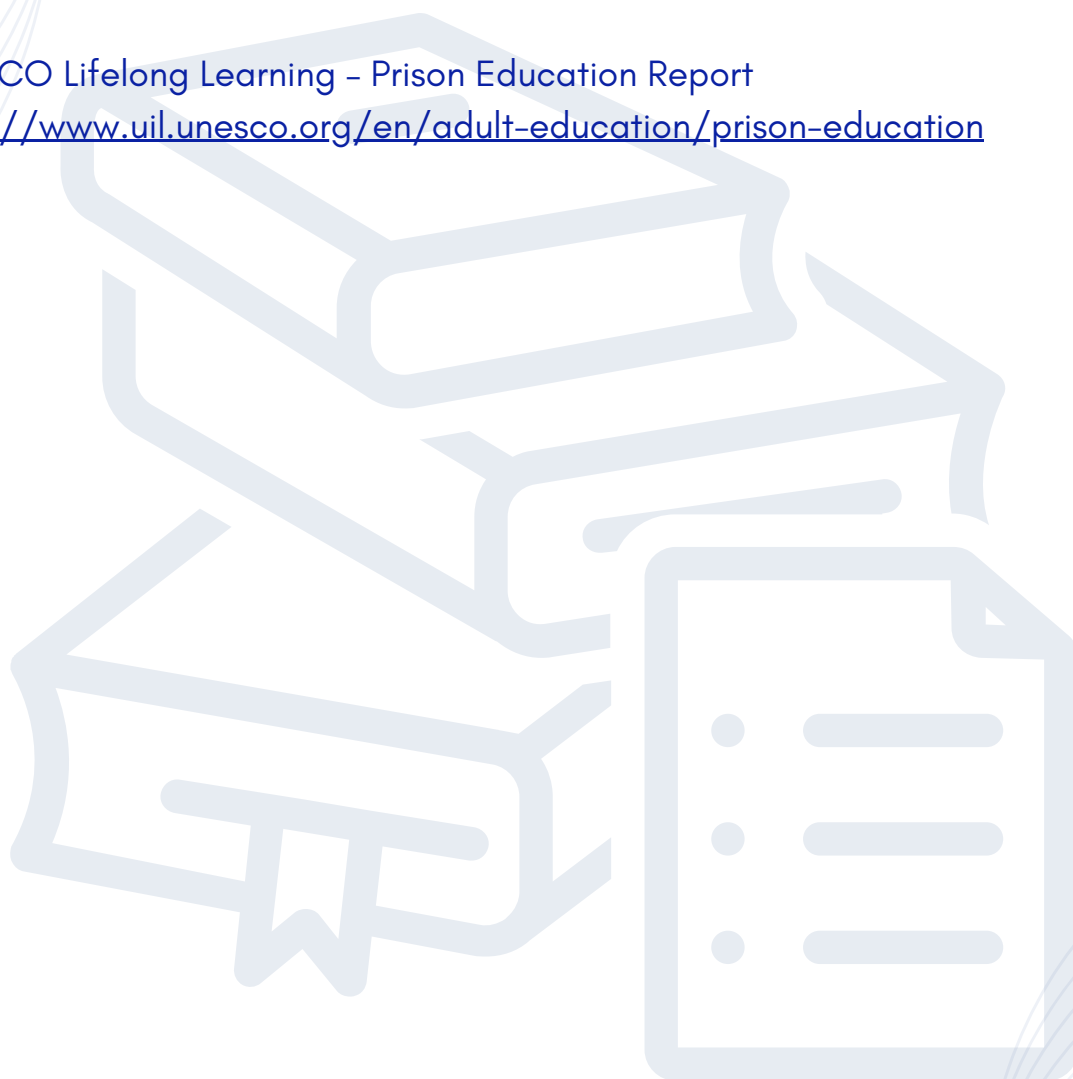 CO Lifelong Learning – Prison Education Report
//www.uil.unesco.org/en/adult-education/prison-education